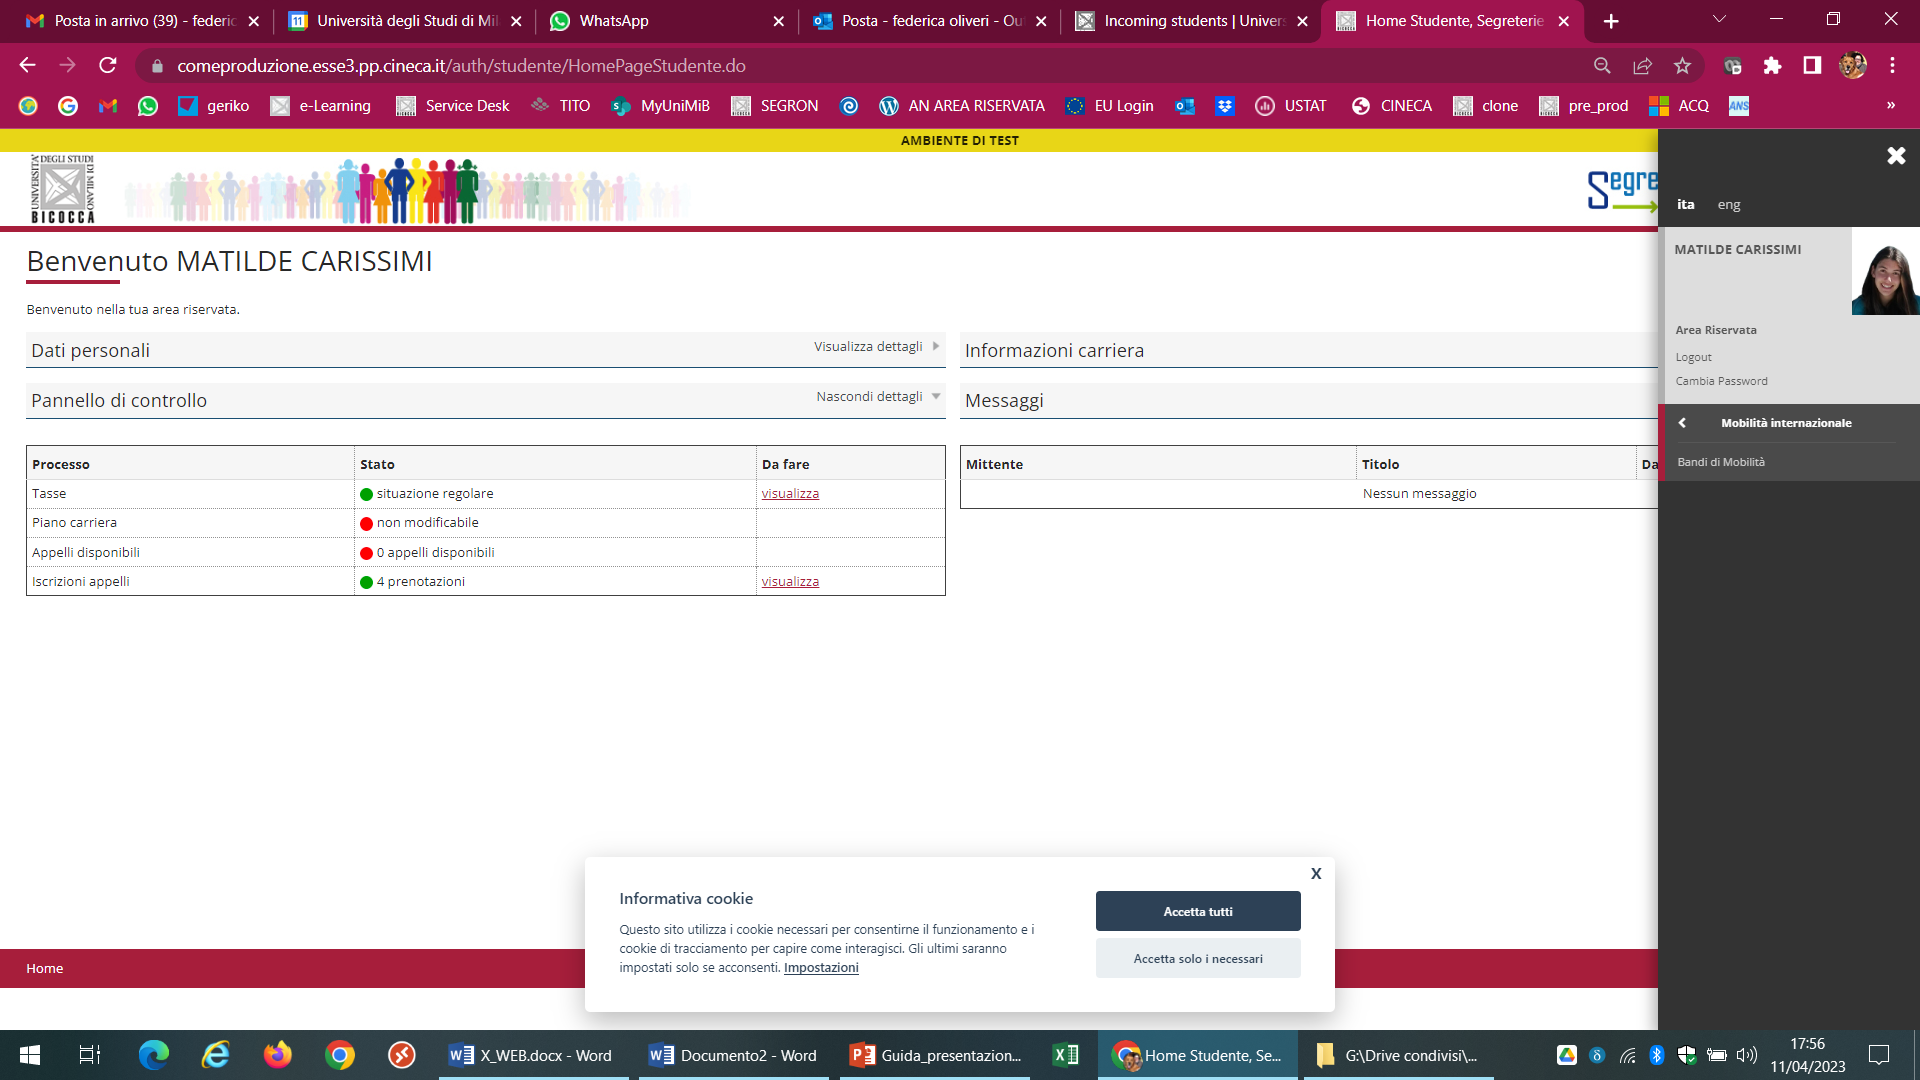 Posta in arrivo (39) - federic
Università degli Studi di Mil
WhatsApp
Posta - federica oliveri - Ou
Incoming students | Univers
Home Studente, Segreterie
comeproduzione.esse3.pp.cineca.it/auth/studente/HomePageStudente.do
geriko
e-Learning
Service Desk
TITO
MyUniMiB
SEGRON
AN AREA RISERVATA
EU Login
USTAT
CINECA
clone
pre_prod
ACQ
ANS
»
AMBIENTE DI TEST
UNIVERSITA' DEGLI STUDI DI MILANO
BICOCCA
Segre
ita eng
Benvenuto MATILDE CARISSIMI
MATILDE CARISSIMI
Benvenuto nella tua area riservata.
Area Riservata
Logout
Cambia Password
Mobilità internazionale
Bandi di Mobilità
Dati personali Visualizza dettagli
Informazioni carriera
Pannello di controllo Nascondi dettagli
Messaggi
Processo Stato Da fare
Tasse situazione regolare visualizza
Piano carriera non modificabile
Appelli disponibili 0 appelli disponibili
Iscrizioni appelli 4 prenotazioni visualizza
Mittente Titolo Da
Nessun messaggio
X
Informativa cookie
Questo sito utilizza i cookie necessari per consentirne il funzionamento e i
cookie di tracciamento per capire come interagisci. Gli ultimi saranno
impostati solo se acconsenti. Impostazioni
Accetta tutti
Accetta solo i necessari
Home
X_WEB.docx - Word
Documento2 - Word
Guida_presentazion...
Home Studente, Se...
G:\Drive condivisi\...
17:56
11/04/2023